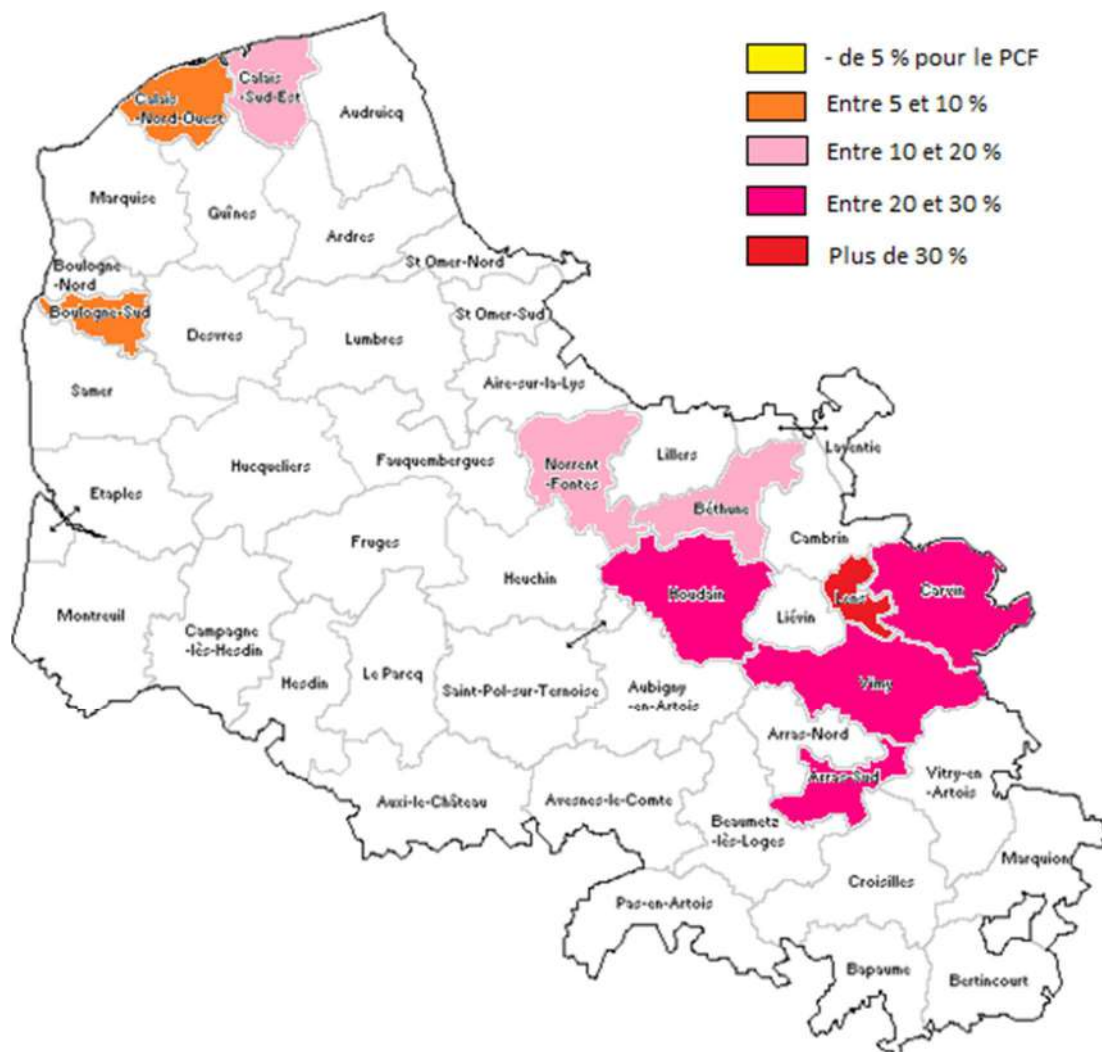 - de 5 % pour le PCF
Entre 5 et 10 %
Entre 10 et 20 %
Entre 20 et 30 %
Plus de 30 %
Calais
-Nord-Ouest
Calais
-Sud-Est
Audruicq
Marquise
Guînes
Ardres
St Omer-Nord
Boulogne
-Nord
Boulogne-Sud
Desvres
Lumbres
St Omer-Sud
Samer
Aire-sur-la-Lys
Hucqueliers
Fauquembergues
Norrent
-Fontes
Lillers
Laventie
Etaples
Béthune
Cambrin
Fruges
Heuchin
Houdain
Liévin
Lens
Carvin
Montreuil
Campagne
-lès-Hesdin
Hesdin
Le Parcq
Saint-Pol-sur-Ternoise
Aubigny
-en-Artois
Vimy
Arras-Nord
Arras-Sud
Vitry-en
-Artois
Auxi-le-Château
Avesnes-le-Comte
Beaumetz
-lès-Loges
Marquion
Croisilles
Pas-en-Artois
Bapaume
Bertincourt